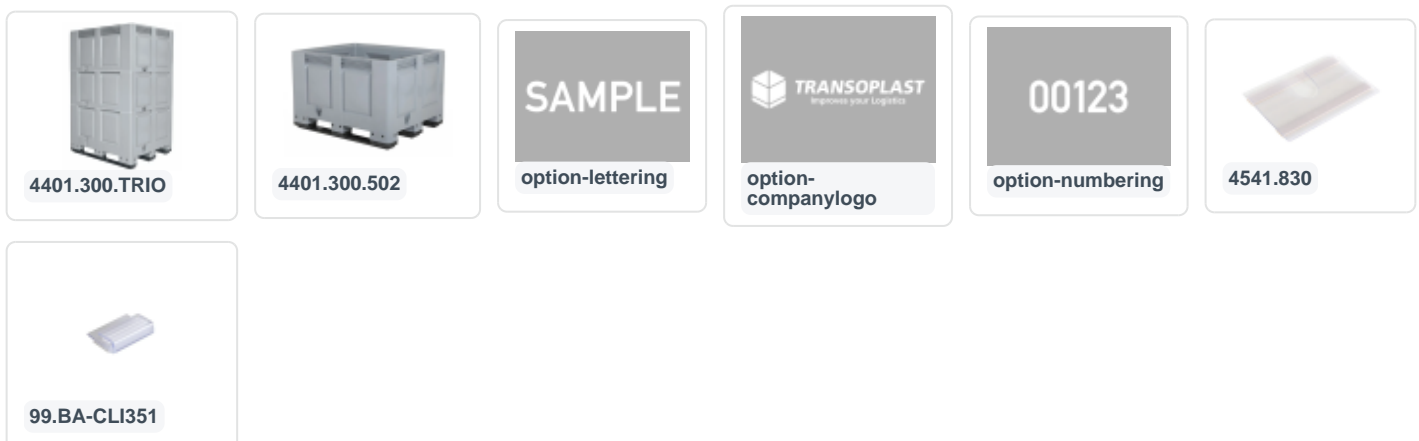 4401.300.TRIO
4401.300.502
SAMPLE
option-lettering
TRANSOPLAST
Improves your Logistics
option-
companylogo
00123
option-numbering
4541.830
99.BA-CLI351